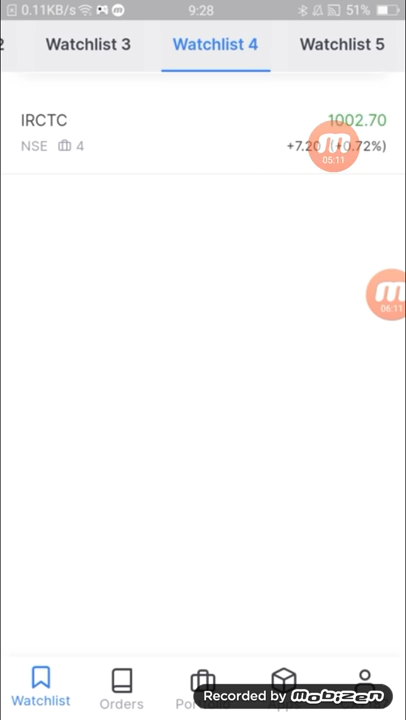 0.11KB/s 9:28 51%
Watchlist 3 Watchlist 4 Watchlist 5
IRCTC 1002.70
NSE 4 +7.20 (+0.72%)
05:11
06:11
Watchlist Orders
Recorded by mobizen